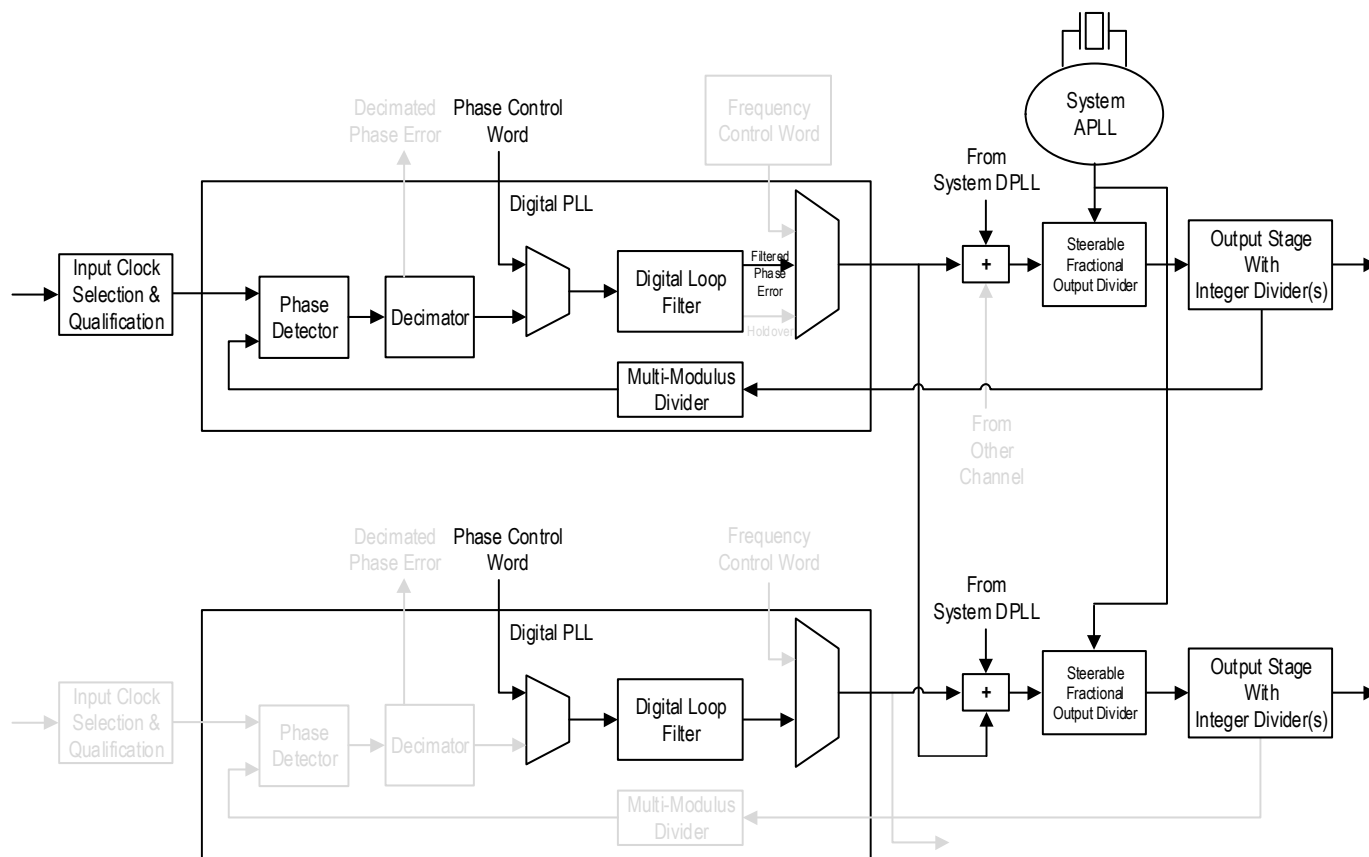 System
APLL
Decimated
Phase Error
Phase Control
Word
Frequency
Control Word
From
System DPLL
Digital PLL
Input Clock
Selection &
Qualification
Phase
Detector
Decimator
Digital Loop
Filter
Filtered
Phase
Error
Holdover
+
Steerable
Fractional
Output Divider
Output Stage
With
Integer Divider(s)
Multi-Modulus
Divider
From
Other
Channel
Decimated
Phase Error
Phase Control
Word
Frequency
Control Word
From
System DPLL
Digital PLL
Input Clock
Selection &
Qualification
Phase
Detector
Decimator
Digital Loop
Filter
+
Steerable
Fractional
Output Divider
Output Stage
With
Integer Divider(s)
Multi-Modulus
Divider